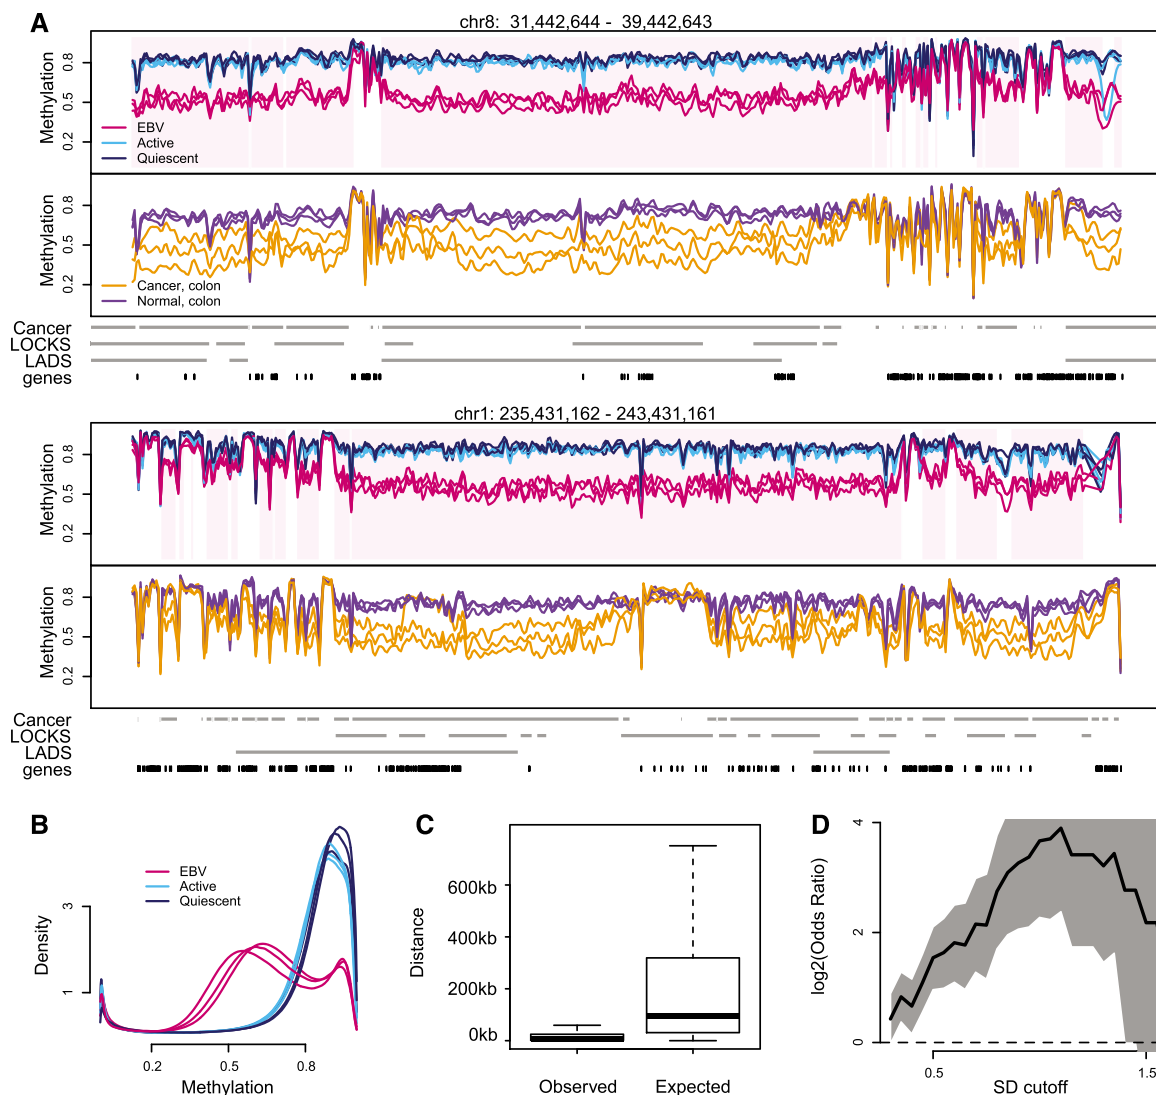 A
chr8: 31,442,644 - 39,442,643
Methylation
0.8
0.5
0.2
EBV
Active
Quiescent
Methylation
0.8
0.5
0.2
Cancer, colon
Normal, colon
Cancer
LOCKS
LADS
genes
chr1: 235,431,162 - 243,431,161
Methylation
0.8
0.5
0.2
Methylation
0.8
0.5
0.2
Cancer
LOCKS
LADS
genes
B
EBV
Active
Quiescent
Density
3
1
0.2
0.5
0.8
Methylation
C
Distance
600kb
400kb
200kb
0kb
Observed
Expected
D
log2(Odds Ratio)
4
2
0
0.5
1.5
SD cutoff